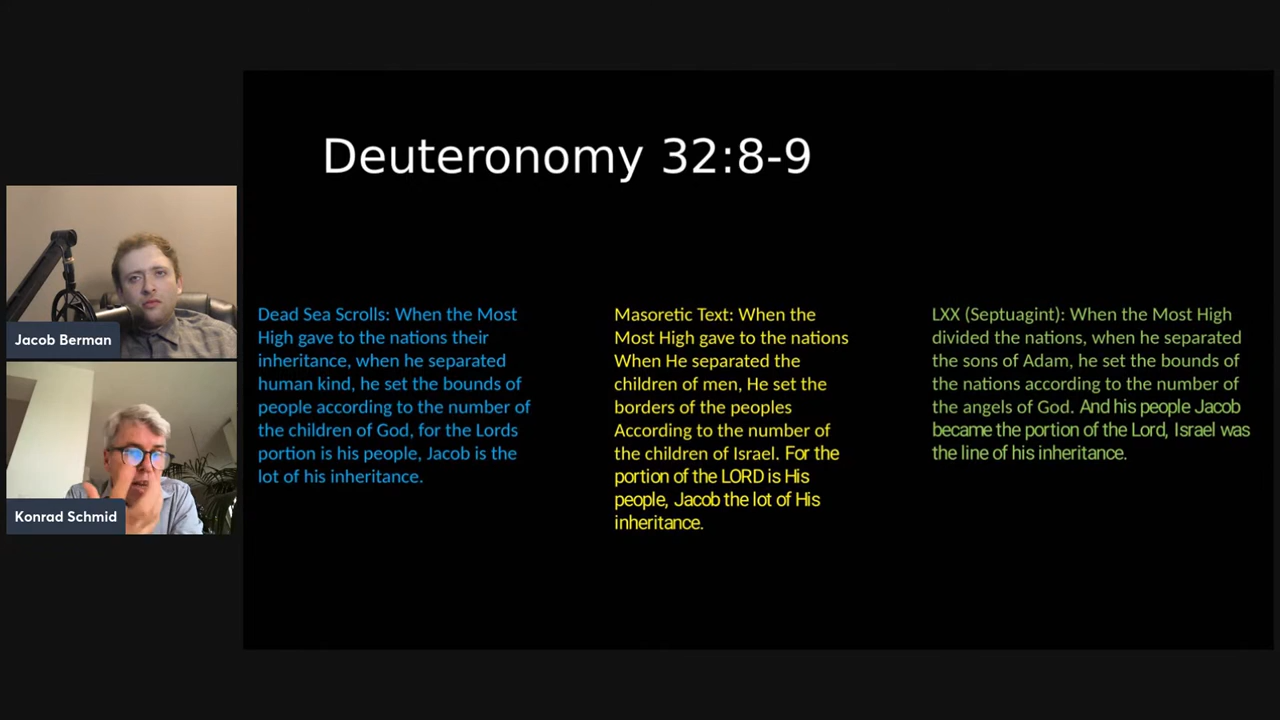 Deuteronomy 32:8-9
Jacob Berman
Konrad Schmid
Dead Sea Scrolls: When the Most
High gave to the nations their
inheritance, when he separated
human kind, he set the bounds of
people according to the number of
the children of God, for the Lords
portion is his people, Jacob is the
lot of his inheritance.
Masoretic Text: When the
Most High gave to the nations
When He separated the
children of men, He set the
borders of the peoples
According to the number of
the children of Israel. For the
portion of the LORD is His
people, Jacob the lot of His
inheritance.
LXX (Septuagint): When the Most High
divided the nations, when he separated
the sons of Adam, he set the bounds of
the nations according to the number of
the angels of God. And his people Jacob
became the portion of the Lord, Israel was
the line of his inheritance.